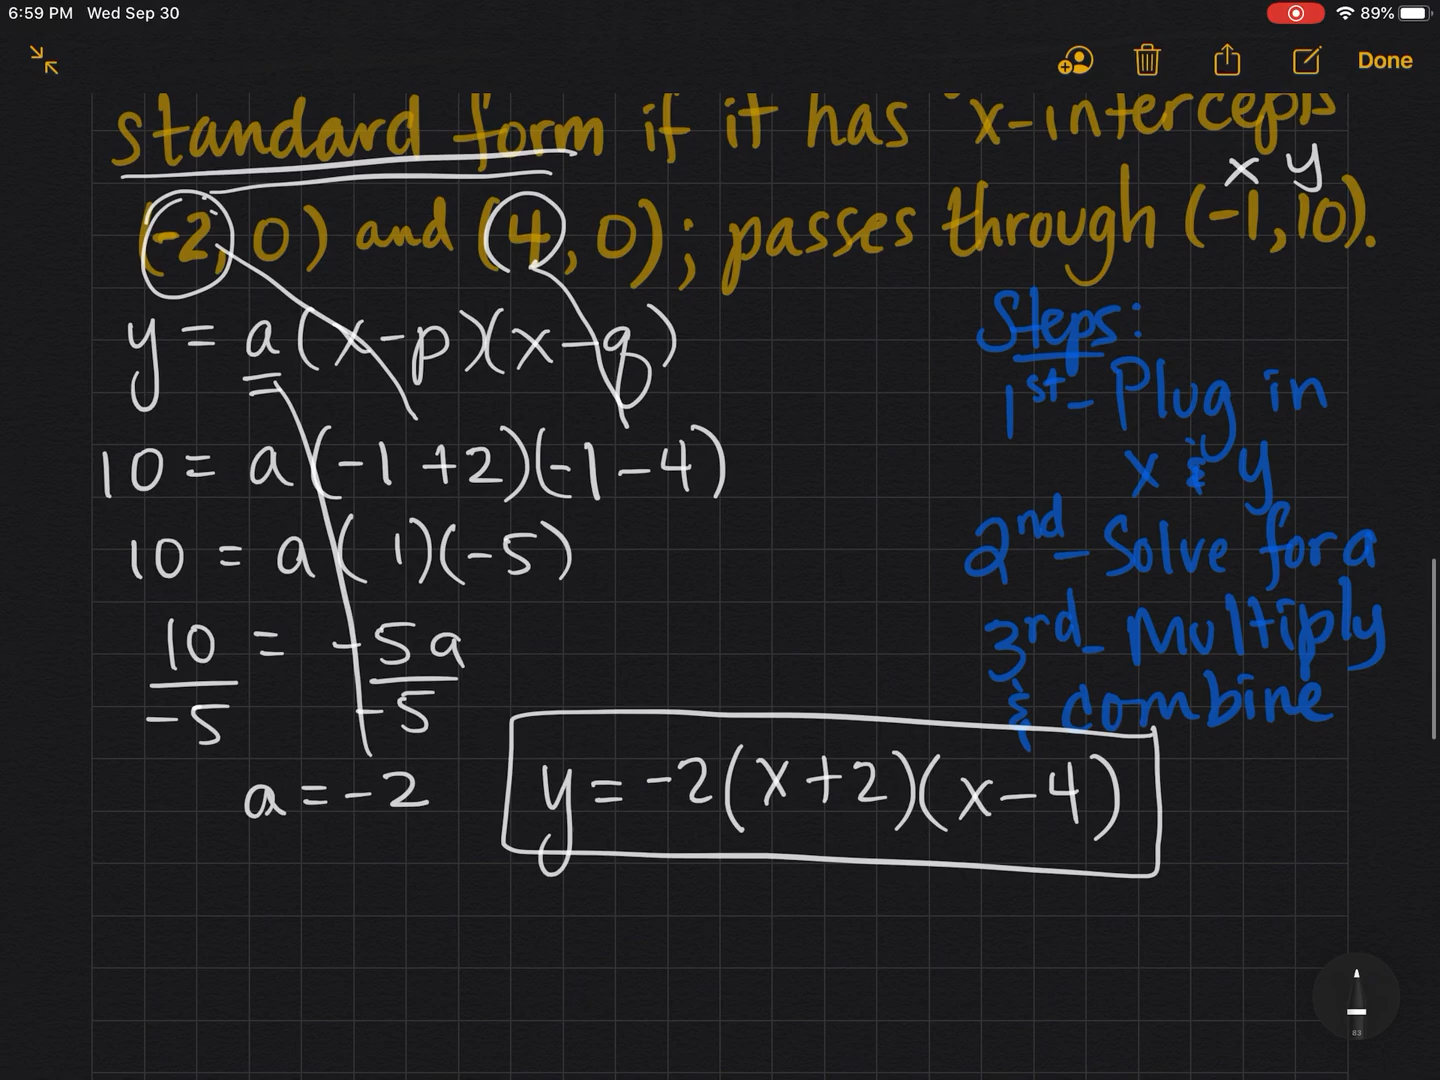 6:59 PM Wed Sep 30
89%
Done
standard form if it has x-intercepts
x y
(-2, 0) and (4, 0); passes through (-1, 10).
y = a(x-p)(x-q)
10 = a(-1+2)(-1-4)
10 = a(1)(-5)
10 = -5a
-5 -5
a = -2
y = -2(x+2)(x-4)
Steps:
1st- Plug in
x & y
2nd- Solve for a
3rd- Multiply
& combine
83